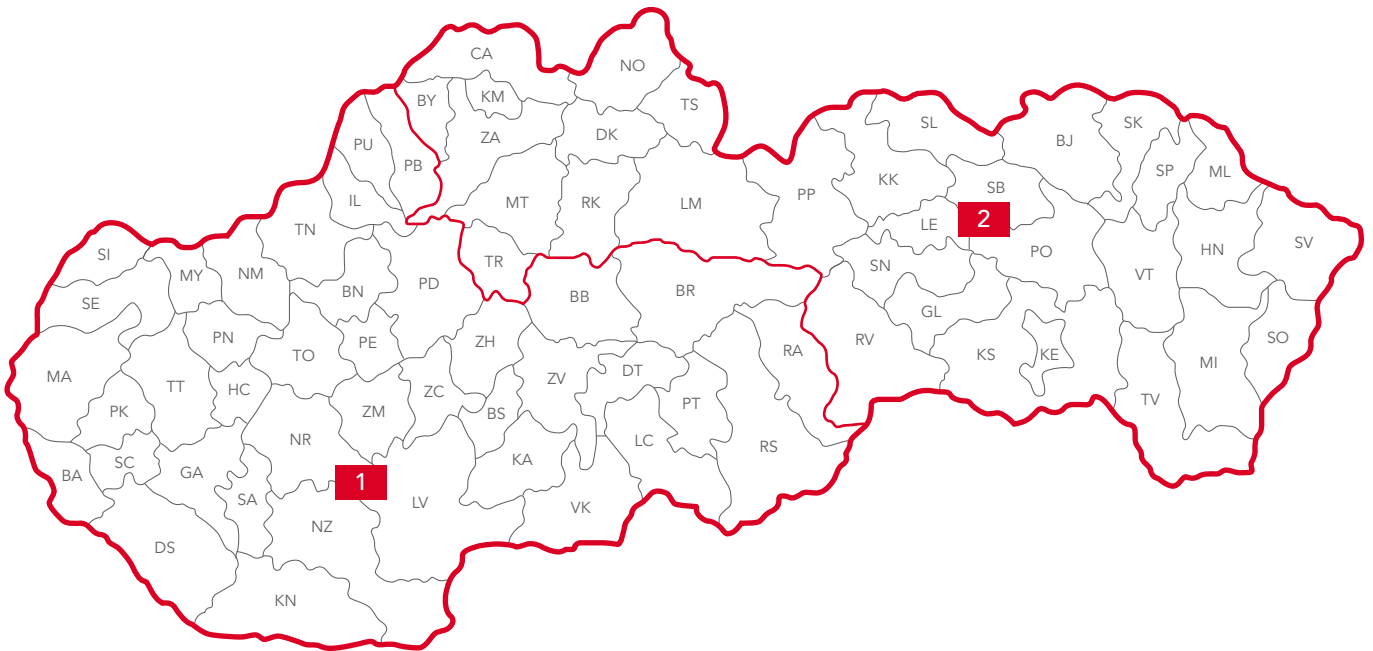 CA
NO
BY
KM
TS
PU
ZA
DK
SL
SK
BJ
PB
PP
KK
SP
ML
IL
MT
RK
LM
SB
TN
LE
2
SI
MY
NM
TR
SN
PO
HN
SV
SE
BN
PD
BB
BR
VT
PN
PE
ZH
GL
MA
TO
RA
RV
KS
KE
SO
TT
HC
ZC
ZV
DT
MI
PK
ZM
BS
PT
TV
NR
LC
RS
BA
SC
GA
1
KA
SA
LV
VK
DS
NZ
KN